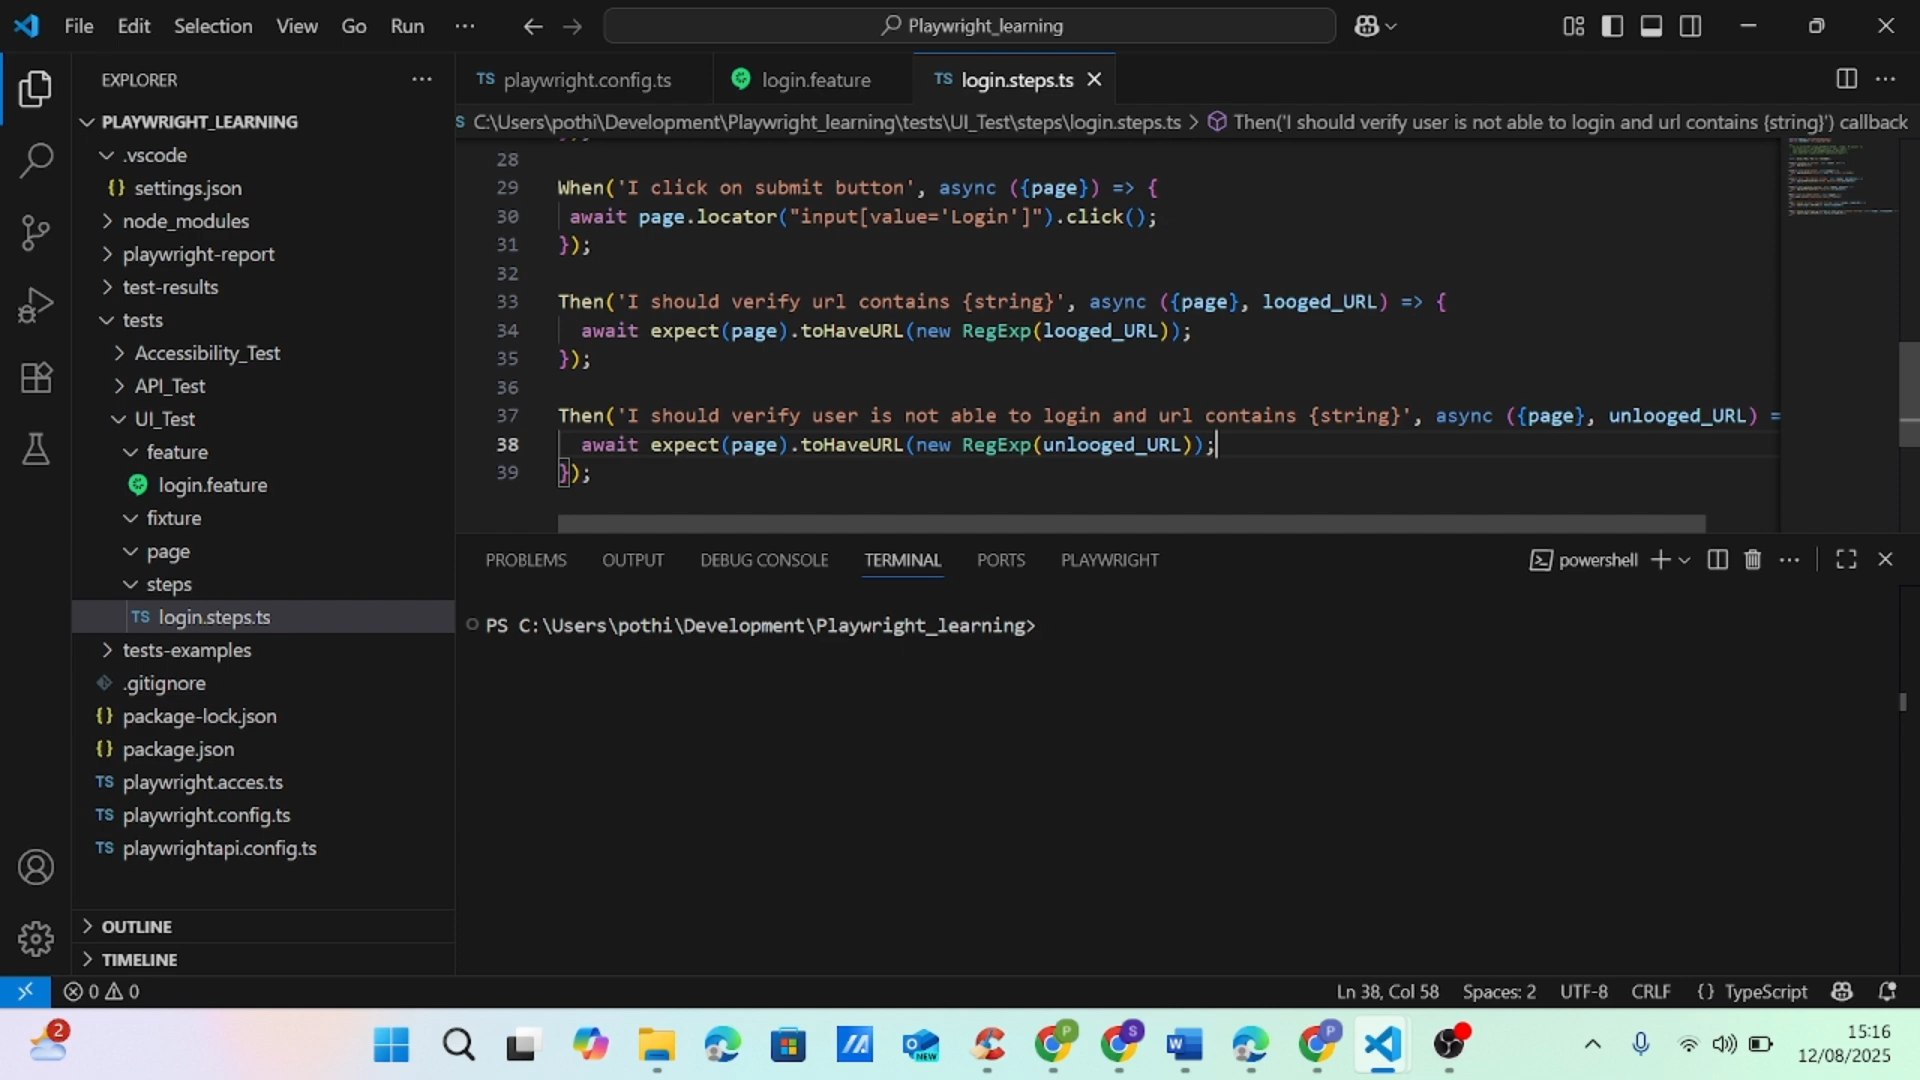 File Edit Selection View Go Run ··· Playwright_learning
EXPLORER ···
PLAYWRIGHT_LEARNING
.vscode
{} settings.json
node_modules
playwright-report
test-results
tests
Accessibility_Test
API_Test
UI_Test
feature
login.feature
fixture
page
steps
TS login.steps.ts
tests-examples
.gitignore
{} package-lock.json
{} package.json
TS playwright.acces.ts
TS playwright.config.ts
TS playwrightapi.config.ts
OUTLINE
TIMELINE
TS playwright.config.ts login.feature TS login.steps.ts
S C:\Users\pothi\Development\Playwright_learning\tests\UI_Test\steps\login.steps.ts > Then('I should verify user is not able to login and url contains {string}') callback
28
29 When('I click on submit button', async ({page}) => {
30 await page.locator("input[value='Login']").click();
31 });
32
33 Then('I should verify url contains {string}', async ({page}, looged_URL) => {
34 await expect(page).toHaveURL(new RegExp(looged_URL));
35 });
36
37 Then('I should verify user is not able to login and url contains {string}', async ({page}, unlooged_URL) =
38 await expect(page).toHaveURL(new RegExp(unlooged_URL));
39 });
PROBLEMS OUTPUT DEBUG CONSOLE TERMINAL PORTS PLAYWRIGHT powershell
PS C:\Users\pothi\Development\Playwright_learning>
0 0 Ln 38, Col 58 Spaces: 2 UTF-8 CRLF {} TypeScript
2 NEW P S W P 15:16
12/08/2025